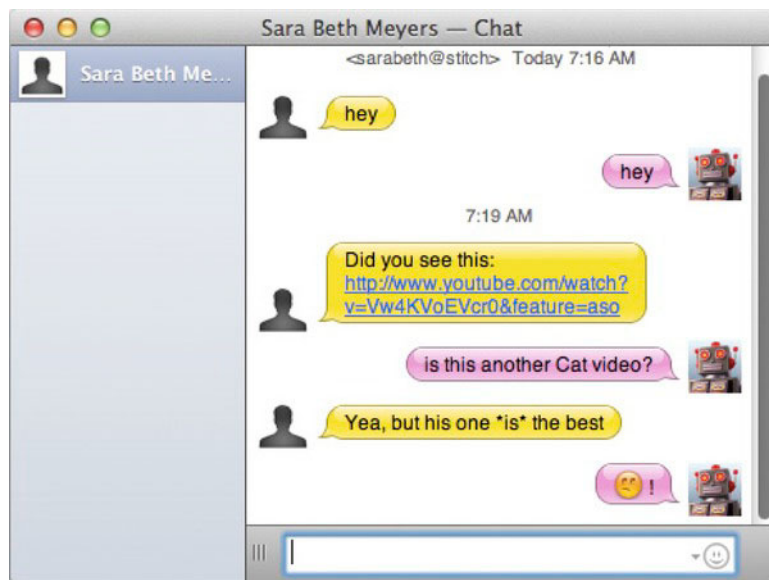 Sara Beth Meyers — Chat
Sara Beth Me...
<sarabeth@stitch> Today 7:16 AM
hey
hey
7:19 AM
Did you see this:
http://www.youtube.com/watch?
v=Vw4KVoEVcr0&feature=aso
is this another Cat video?
Yea, but his one *is* the best
!